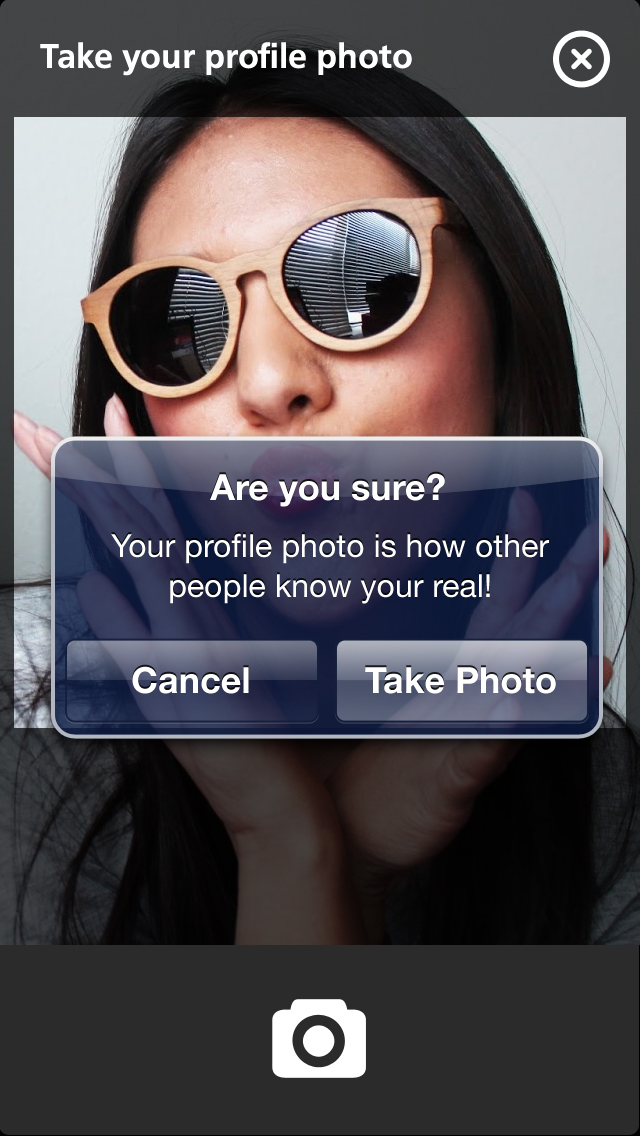 Take your profile photo
Are you sure?
Your profile photo is how other
people know your real!
Cancel
Take Photo